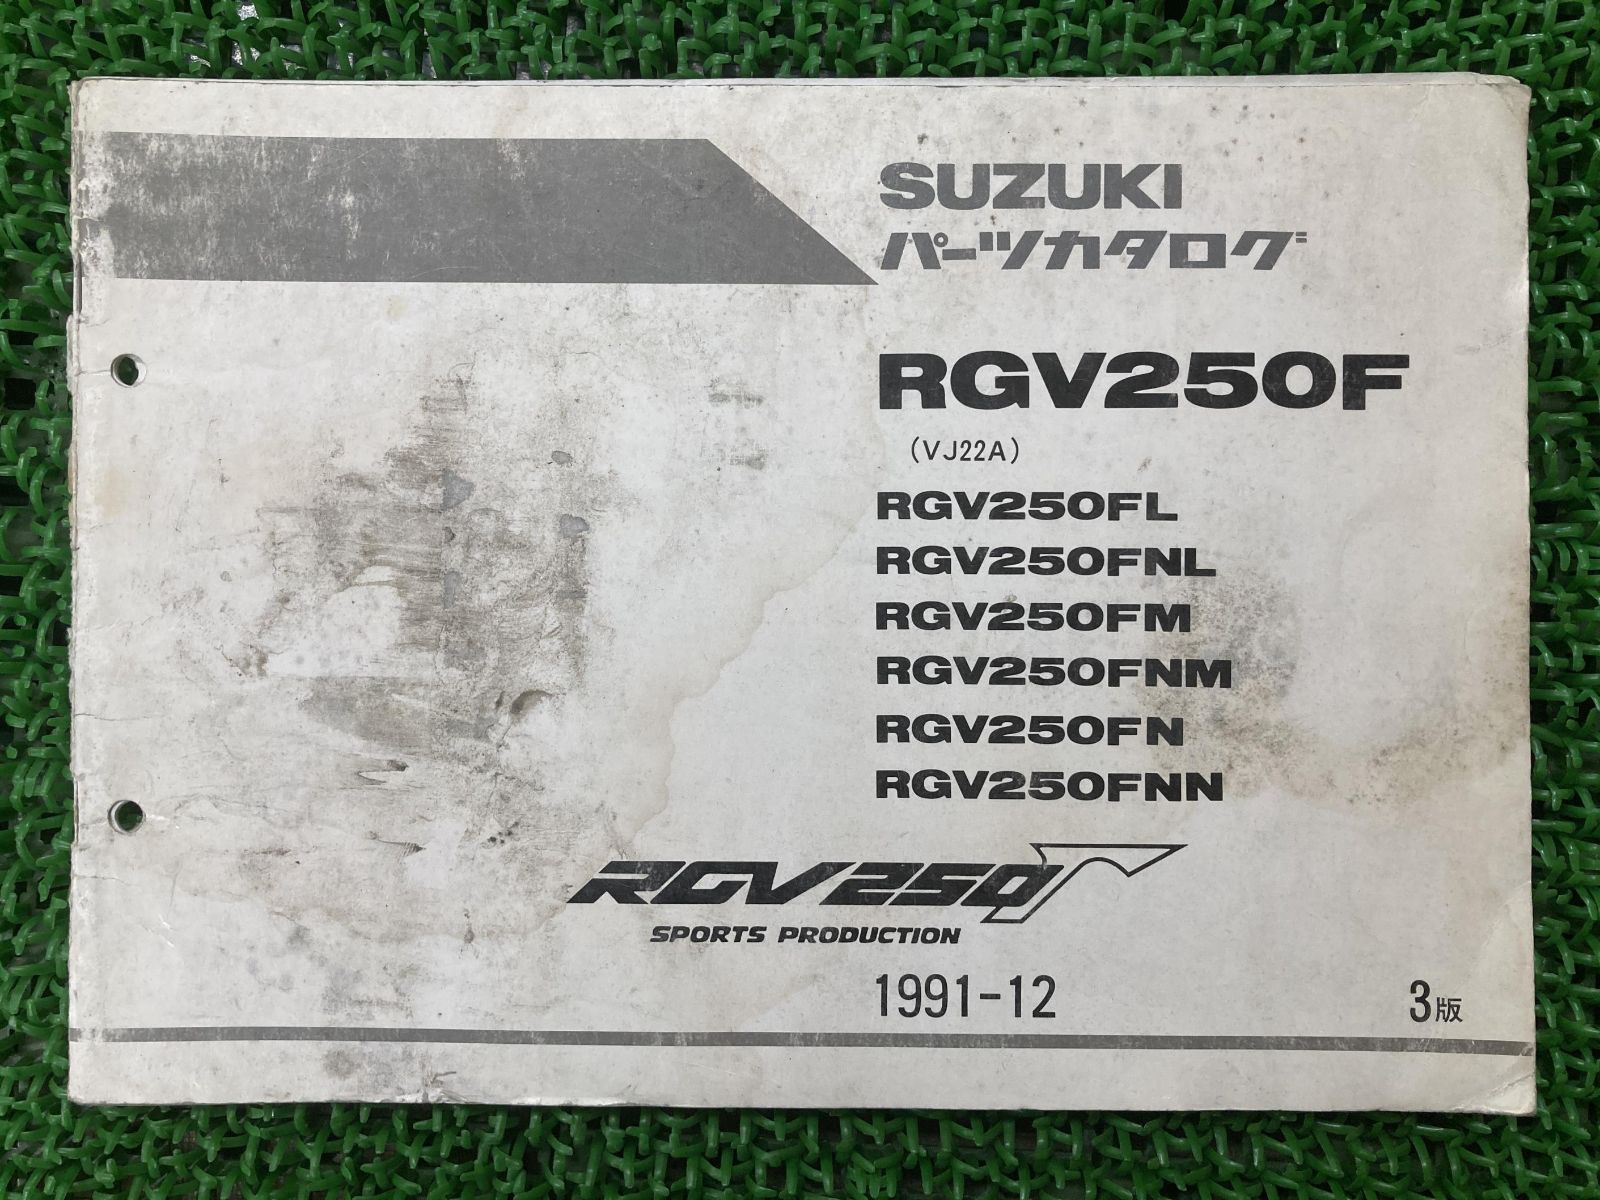 SUZUKI
パーツカタログ
RGV250F
(VJ22A)
RGV250FL
RGV250FNL
RGV250FM
RGV250FNM
RGV250FN
RGV250FNN
RGV250Γ
SPORTS PRODUCTION
1991-12
3版